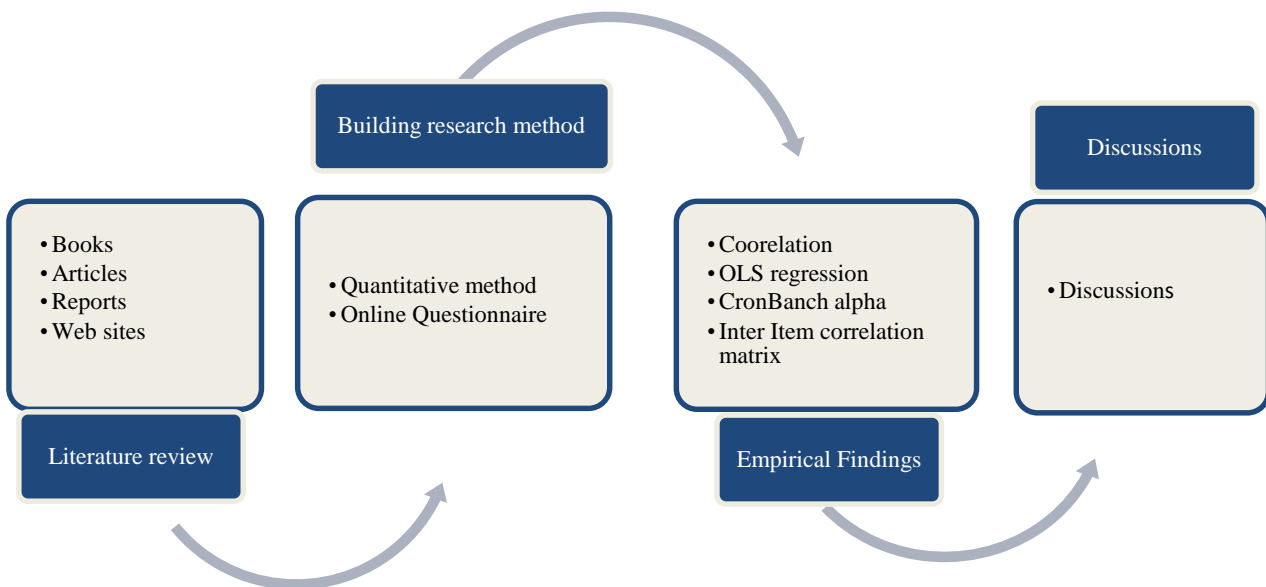 Building research method
Discussions
• Books
• Articles
• Reports
• Web sites
• Quantitative method
• Online Questionnaire
• Coorelation
• OLS regression
• CronBanch alpha
• Inter Item correlation
matrix
• Discussions
Literature review
Empirical Findings